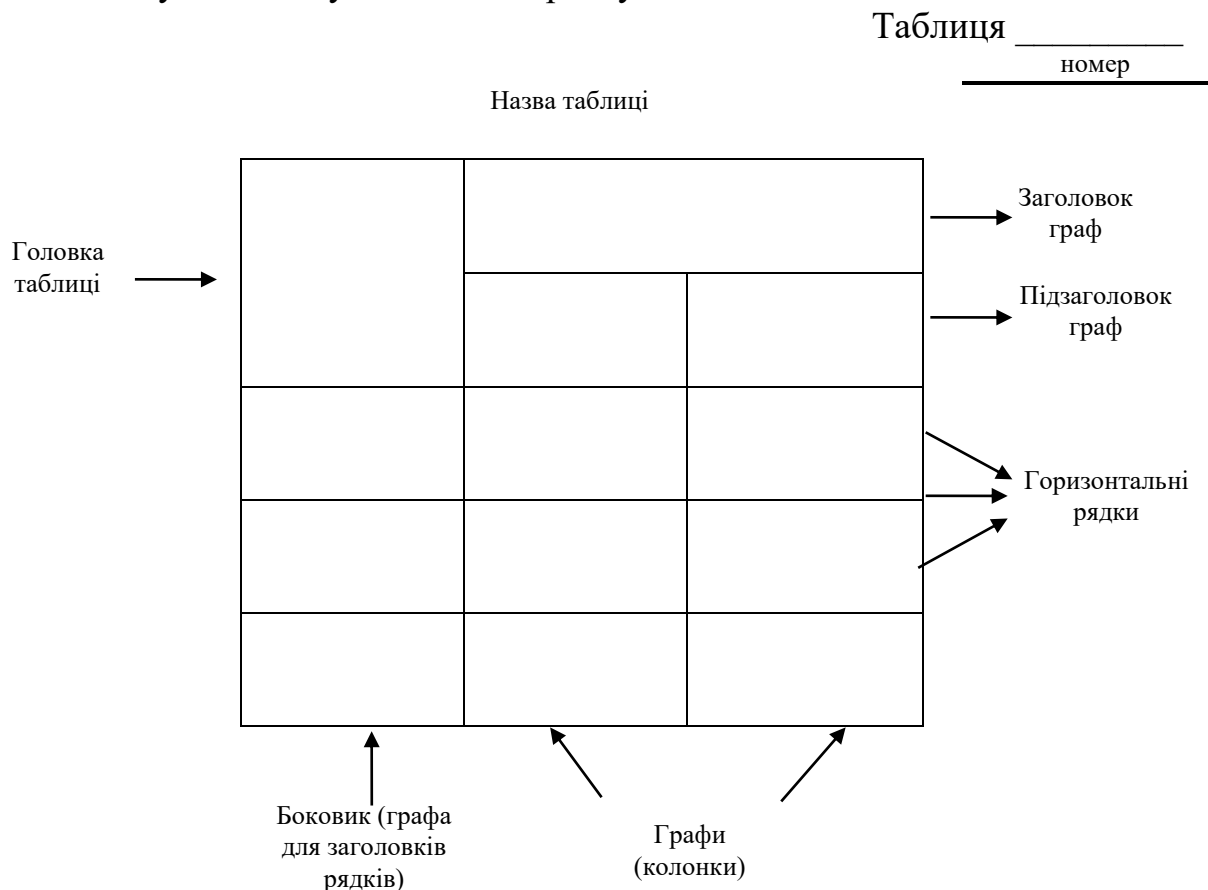 Таблиця __________
номер
Назва таблиці
Заголовок
граф
Головка
таблиці
Підзаголовок
граф
Горизонтальні
рядки
Боковик (графа
для заголовків
рядків)
Графи
(колонки)